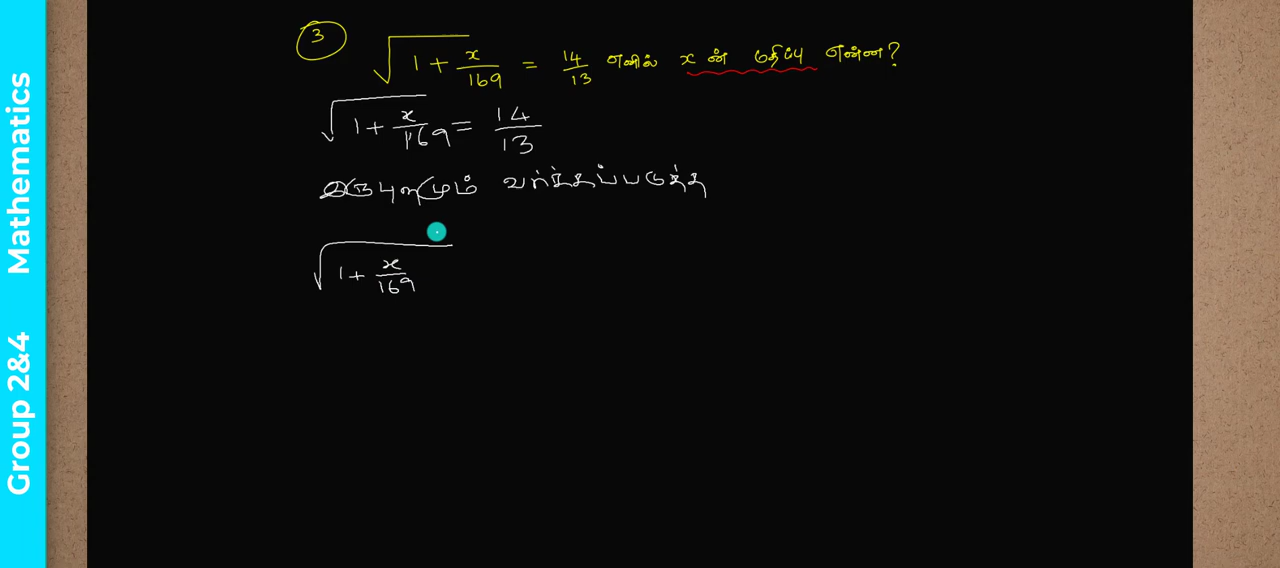 Group 2&4 Mathematics
3
√(1 + x/169) = 14/13 எனில் x ன் மதிப்பு என்ன?
√(1 + x/169) = 14/13
இருபுறமும் வர்க்கப்படுத்த
√(1 + x/169)